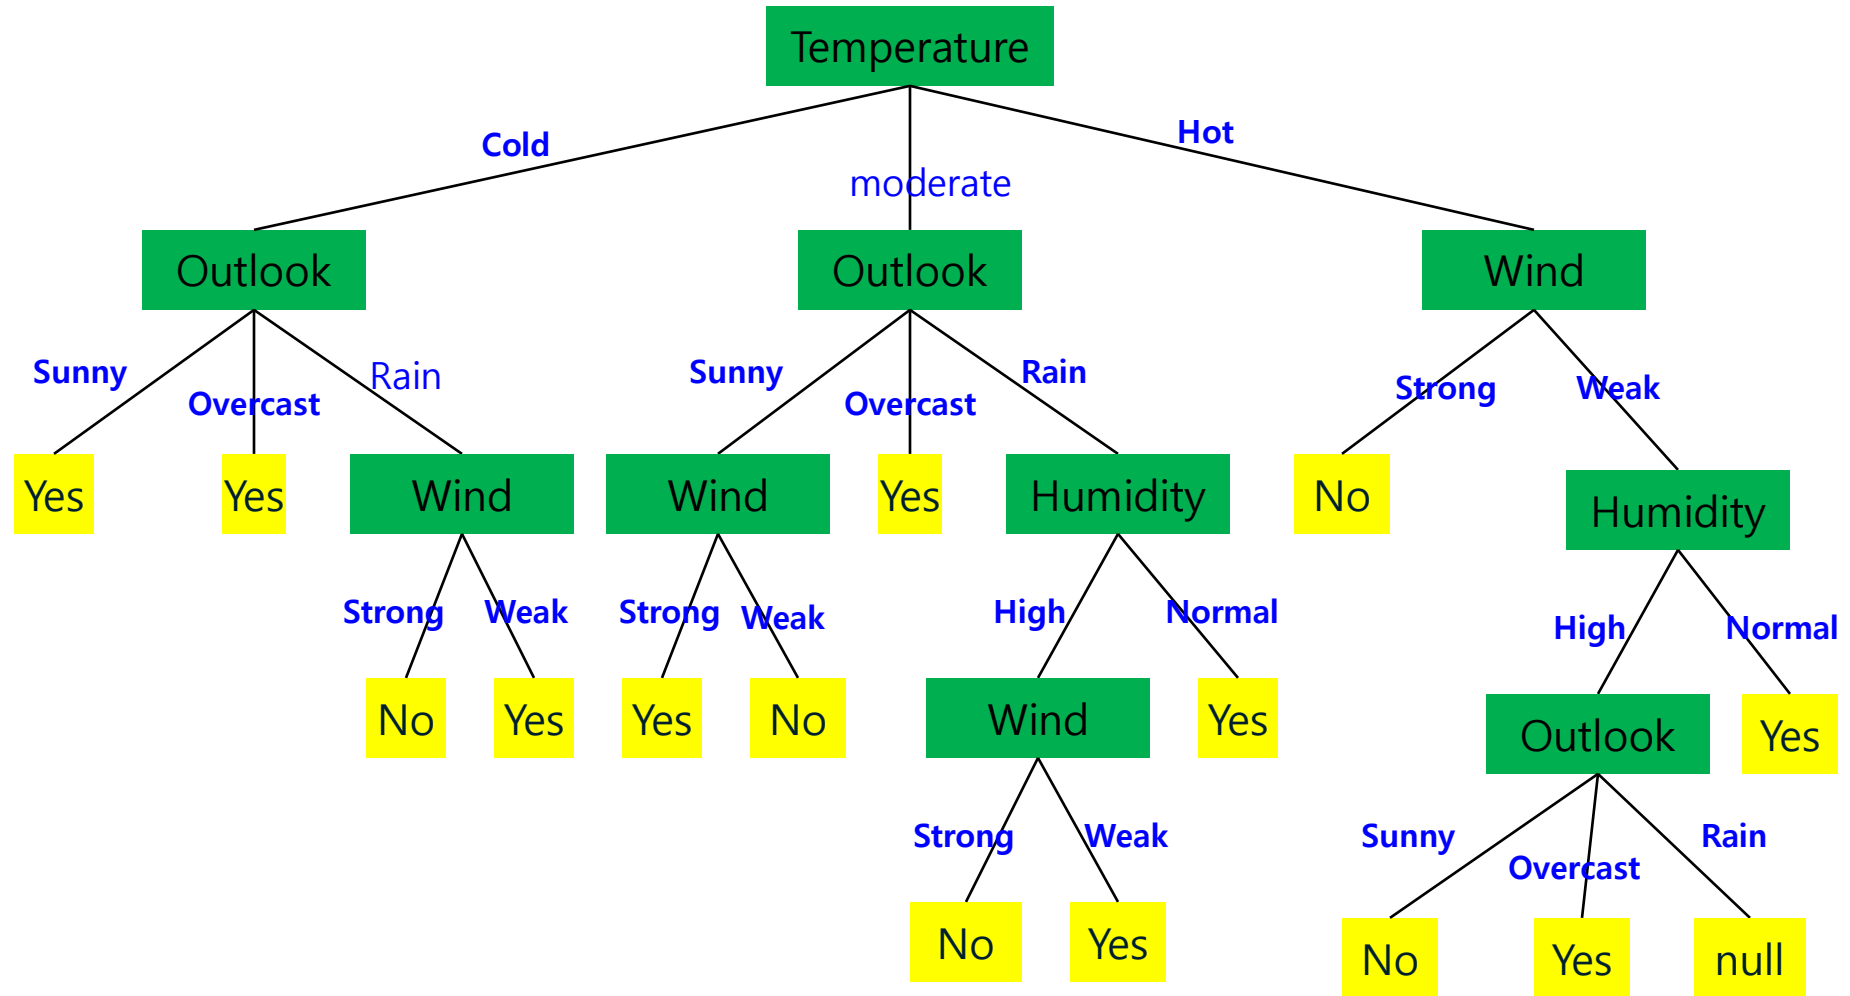 Temperature
Cold
moderate
Hot
Outlook
Outlook
Wind
Sunny
Overcast
Rain
Sunny
Overcast
Rain
Strong
Weak
Yes
Yes
Wind
Wind
Yes
Humidity
No
Humidity
Strong
Weak
Strong
Weak
High
Normal
High
Normal
No
Yes
Yes
No
Wind
Yes
Outlook
Yes
Strong
Weak
Sunny
Overcast
Rain
No
Yes
No
Yes
null